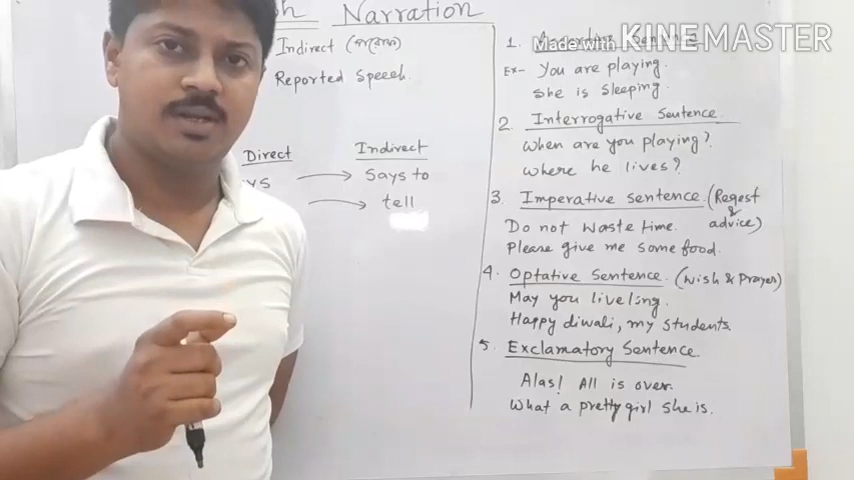 Narration
Indirect (পরোক্ষ)
Reported Speech.
Direct
Indirect
Says to
tell
Made with KINEMASTER
1.
Ex- You are playing.
She is sleeping.
2. Interrogative Sentence.
When are you playing?
Where he lives?
3. Imperative Sentence. (Reqest & advice)
Do not waste time.
Please give me some food.
4. Optative Sentence. (Wish & Prayer)
May you live long.
Happy diwali, my students.
5. Exclamatory Sentence.
Alas! All is over.
What a pretty girl she is.